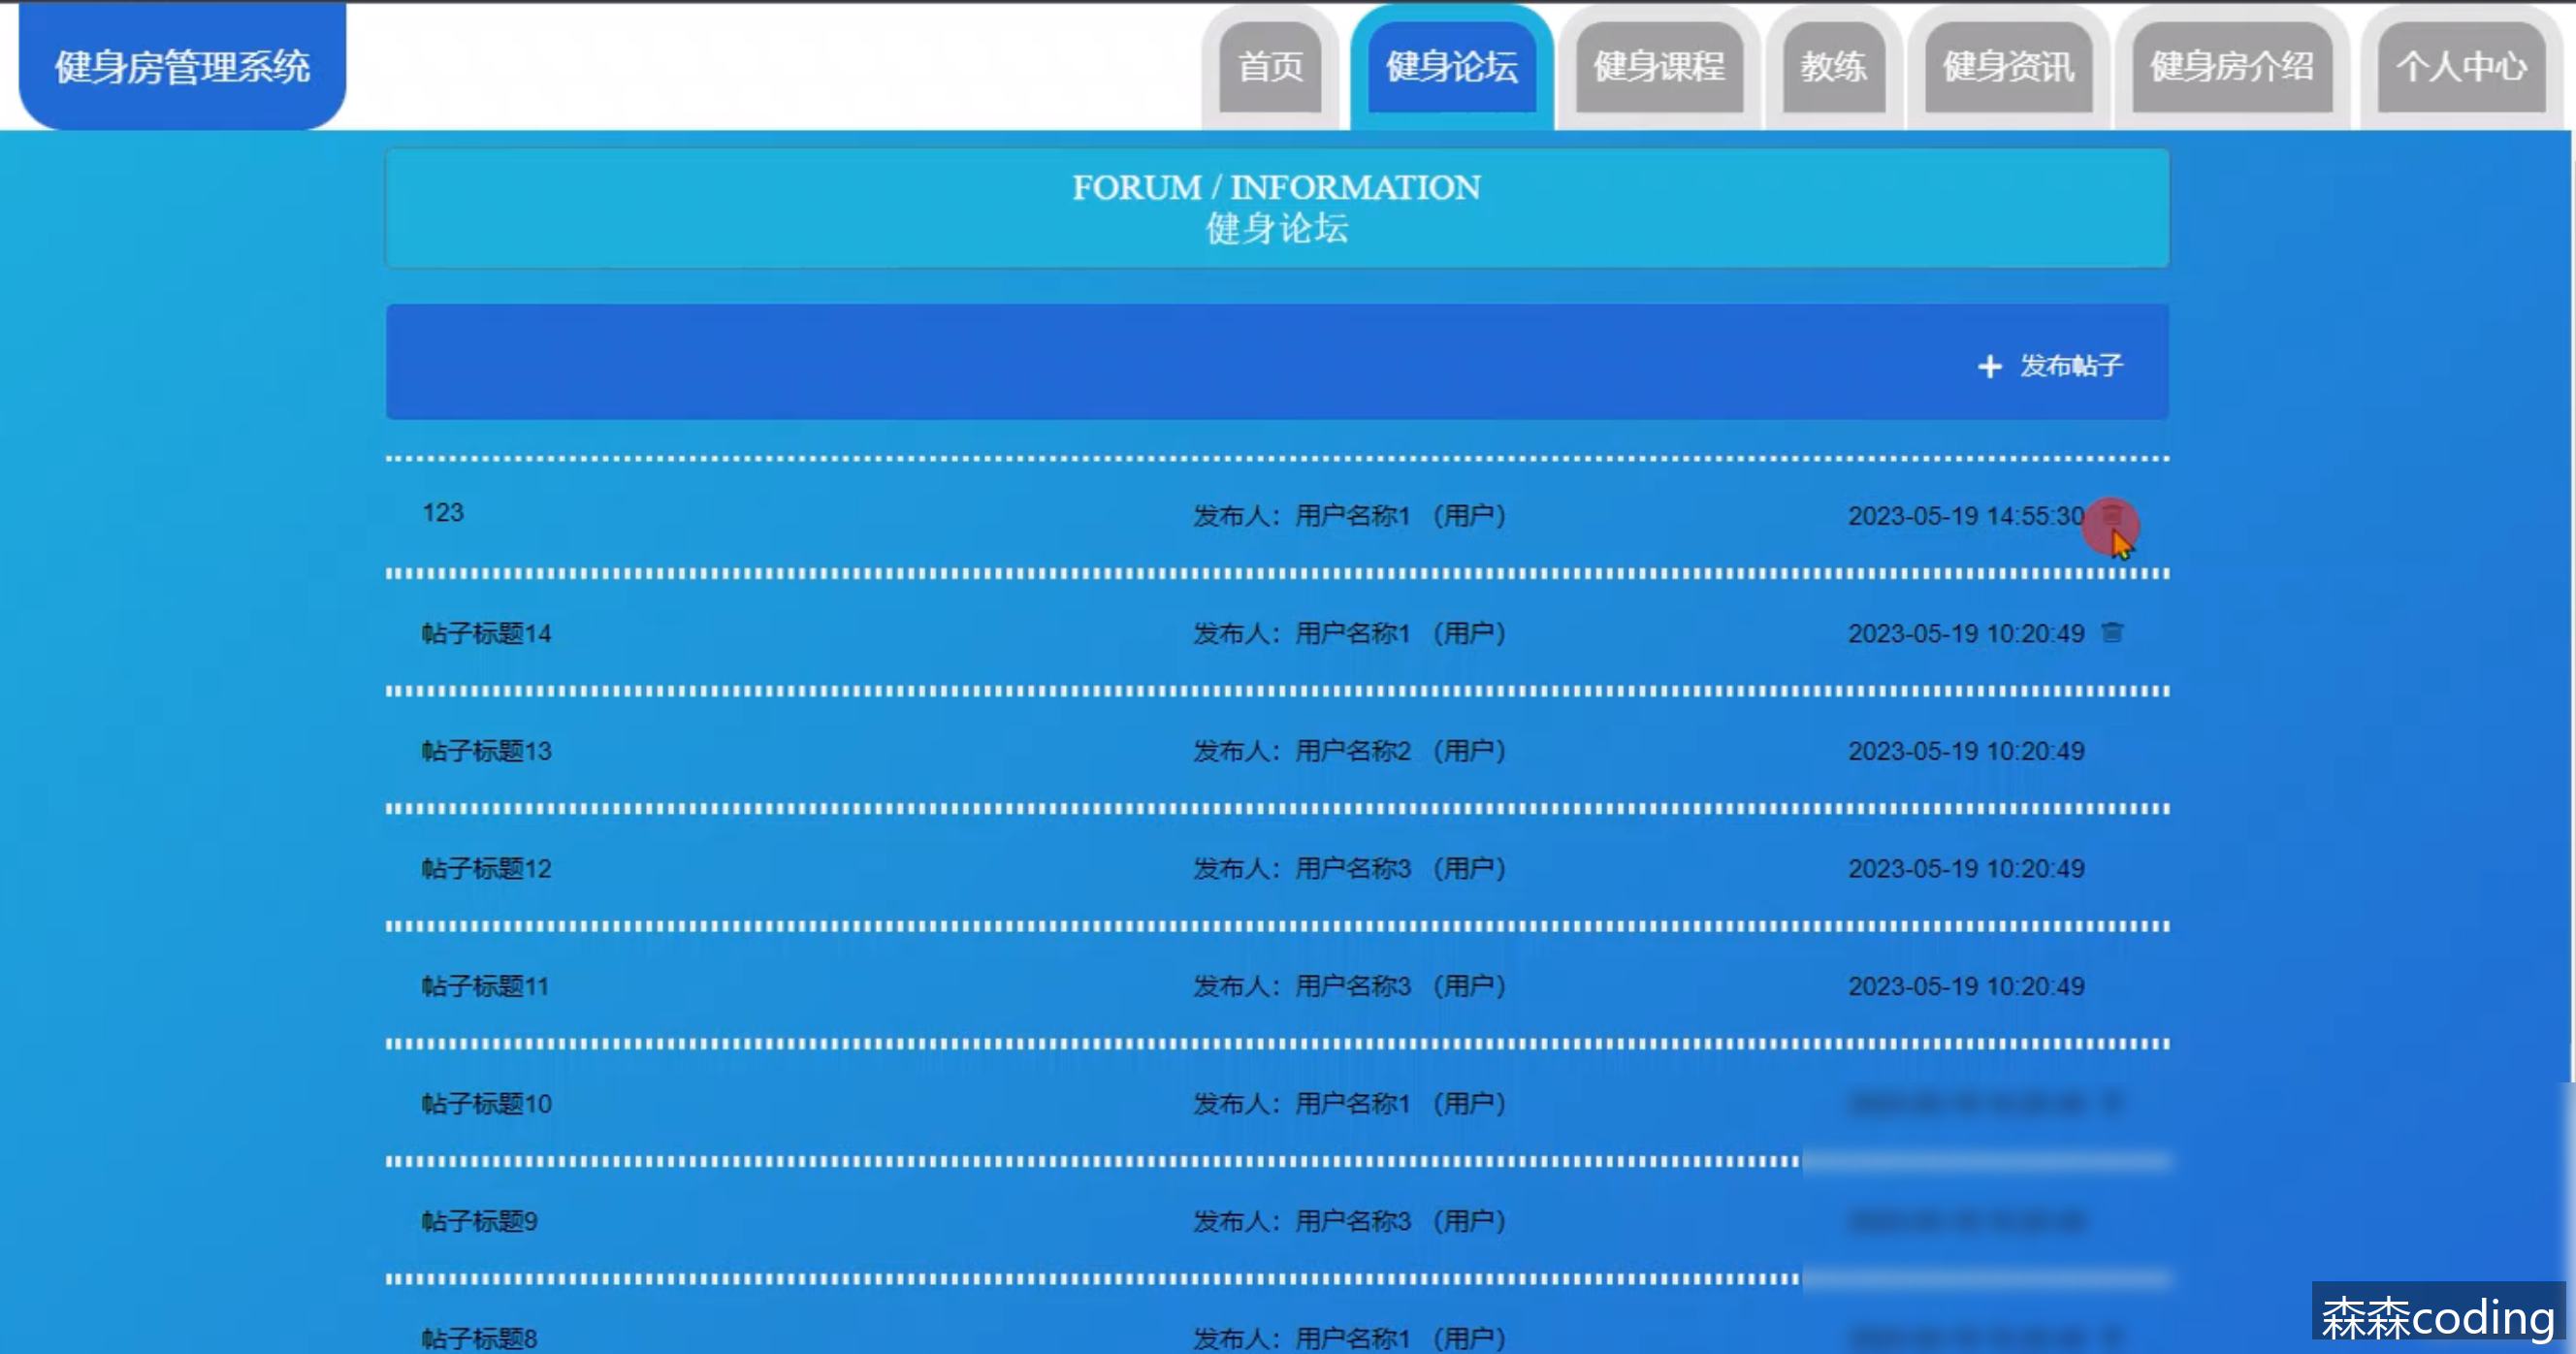 健身房管理系统
首页 健身论坛 健身课程 教练 健身资讯 健身房介绍 个人中心
FORUM / INFORMATION
健身论坛
+ 发布帖子
123 发布人：用户名称1 （用户） 2023-05-19 14:55:30
帖子标题14 发布人：用户名称1 （用户） 2023-05-19 10:20:49
帖子标题13 发布人：用户名称2 （用户） 2023-05-19 10:20:49
帖子标题12 发布人：用户名称3 （用户） 2023-05-19 10:20:49
帖子标题11 发布人：用户名称3 （用户） 2023-05-19 10:20:49
帖子标题10 发布人：用户名称1 （用户）
帖子标题9 发布人：用户名称3 （用户）
帖子标题8 发布人：用户名称1 （用户）
森森coding